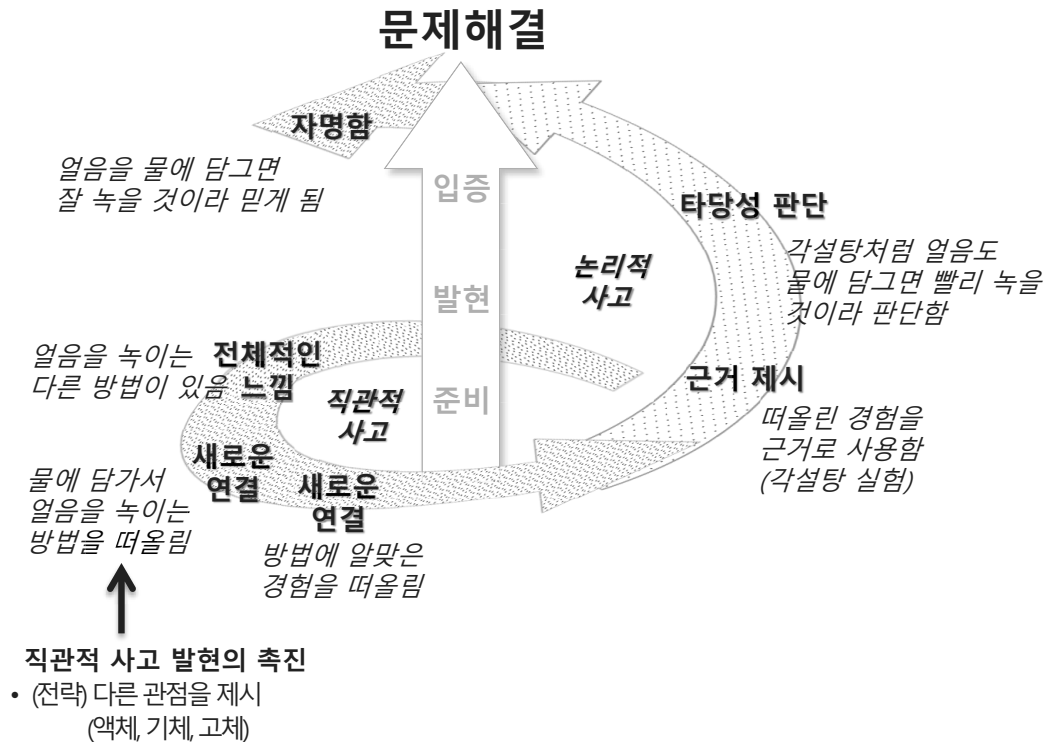 문제해결
자명함
얼음을 물에 담그면
잘 녹을 것이라 믿게 됨
입증
타당성 판단
각설탕처럼 얼음도
물에 담그면 빨리 녹을
것이라 판단함
논리적
사고
발현
얼음을 녹이는
다른 방법이 있음
전체적인
느낌
직관적
사고
준비
근거 제시
떠올린 경험을
근거로 사용함
(각설탕 실험)
새로운
연결
물에 담가서
얼음을 녹이는
방법을 떠올림
새로운
연결
방법에 알맞은
경험을 떠올림
직관적 사고 발현의 촉진
• (전략) 다른 관점을 제시
(액체, 기체, 고체)